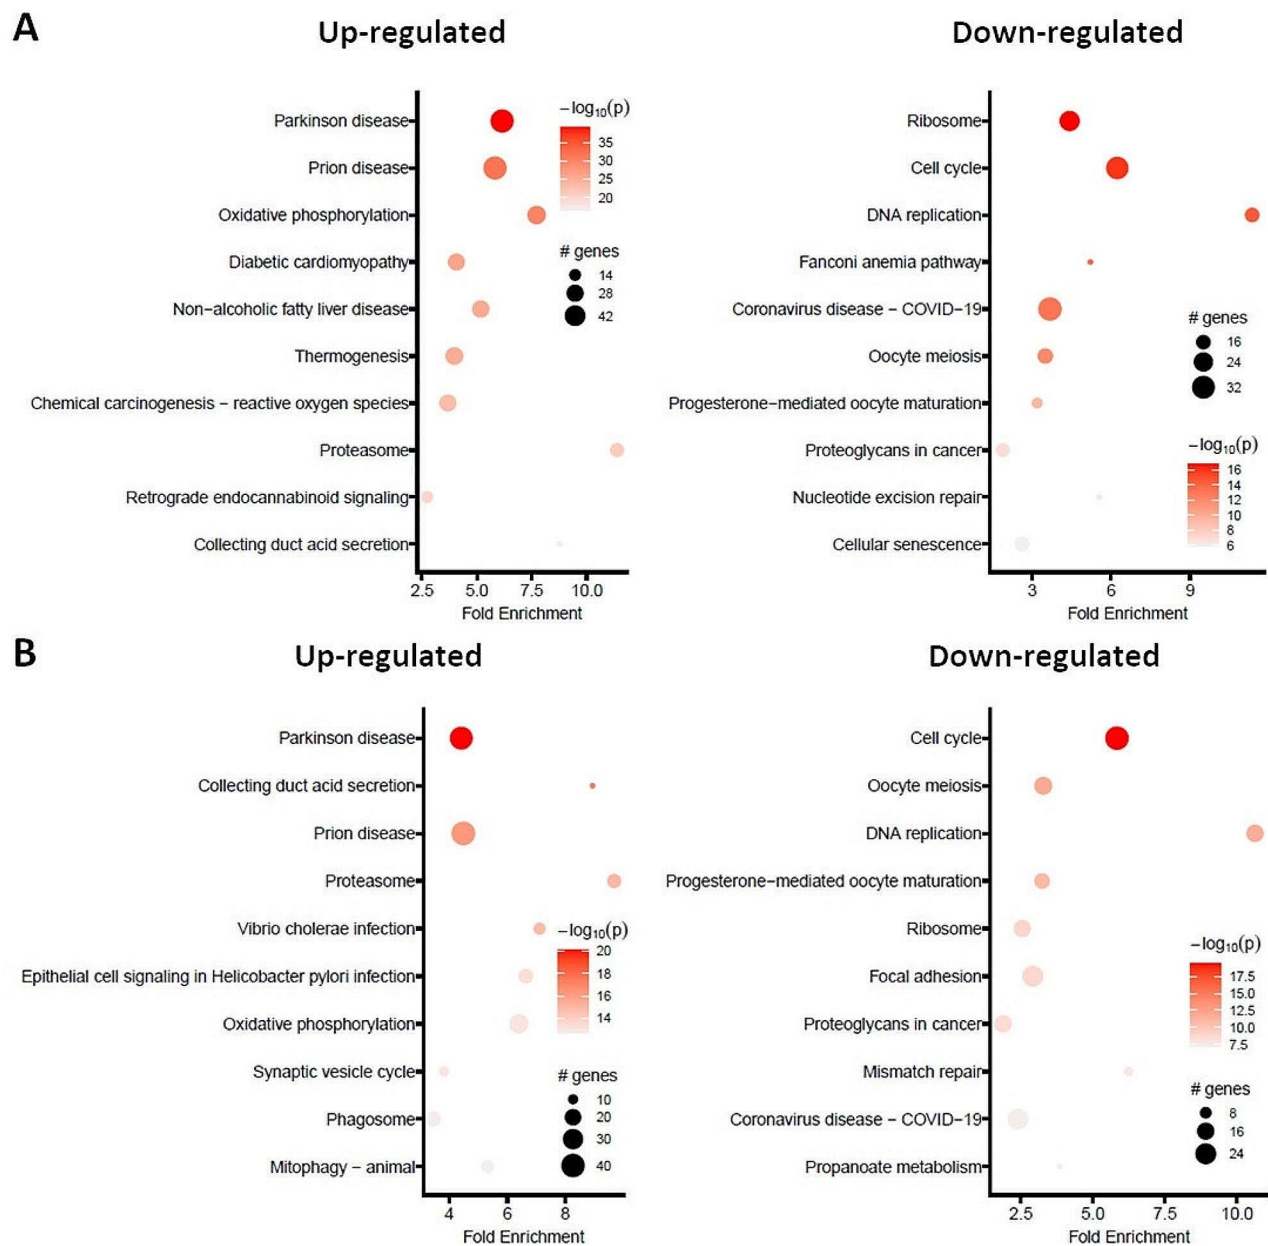 A
Up-regulated
Parkinson disease
Prion disease
Oxidative phosphorylation
Diabetic cardiomyopathy
Non−alcoholic fatty liver disease
Thermogenesis
Chemical carcinogenesis − reactive oxygen species
Proteasome
Retrograde endocannabinoid signaling
Collecting duct acid secretion
2.5 5.0 7.5 10.0
Fold Enrichment
−log₁₀(p)
35
30
25
20
# genes
14
28
42
Down-regulated
Ribosome
Cell cycle
DNA replication
Fanconi anemia pathway
Coronavirus disease − COVID−19
Oocyte meiosis
Progesterone−mediated oocyte maturation
Proteoglycans in cancer
Nucleotide excision repair
Cellular senescence
3 6 9
Fold Enrichment
# genes
16
24
32
−log₁₀(p)
16
14
12
10
8
6
B
Up-regulated
Parkinson disease
Collecting duct acid secretion
Prion disease
Proteasome
Vibrio cholerae infection
Epithelial cell signaling in Helicobacter pylori infection
Oxidative phosphorylation
Synaptic vesicle cycle
Phagosome
Mitophagy − animal
4 6 8
Fold Enrichment
−log₁₀(p)
20
18
16
14
# genes
10
20
30
40
Down-regulated
Cell cycle
Oocyte meiosis
DNA replication
Progesterone−mediated oocyte maturation
Ribosome
Focal adhesion
Proteoglycans in cancer
Mismatch repair
Coronavirus disease − COVID−19
Propanoate metabolism
2.5 5.0 7.5 10.0
Fold Enrichment
−log₁₀(p)
17.5
15.0
12.5
10.0
7.5
# genes
8
16
24